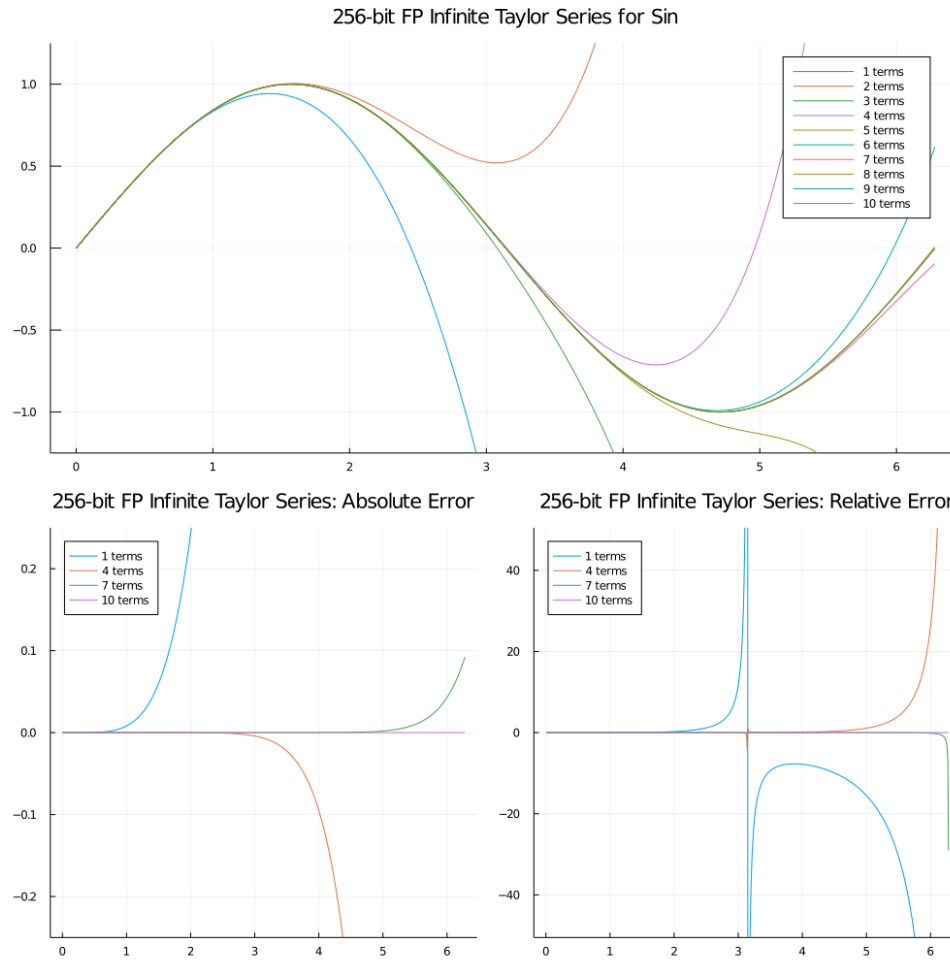 256-bit FP Infinite Taylor Series for Sin
1.0
0.5
0.0
−0.5
−1.0
0 1 2 3 4 5 6
1 terms
2 terms
3 terms
4 terms
5 terms
6 terms
7 terms
8 terms
9 terms
10 terms
256-bit FP Infinite Taylor Series: Absolute Error
0.2
0.1
0.0
−0.1
−0.2
0 1 2 3 4 5 6
1 terms
4 terms
7 terms
10 terms
256-bit FP Infinite Taylor Series: Relative Error
40
20
0
−20
−40
0 1 2 3 4 5 6
1 terms
4 terms
7 terms
10 terms